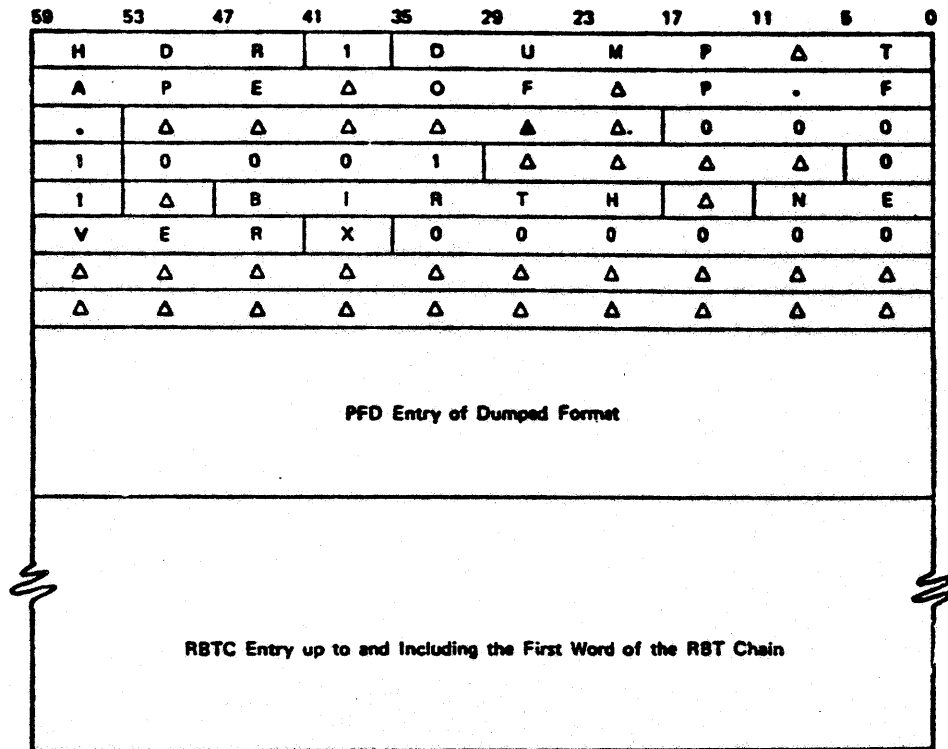 59 53 47 41 35 29 23 17 11 5 0
H D R 1 D U M P Δ T
A P E Δ O F Δ P . F
. Δ Δ Δ Δ Δ Δ. 0 0 0
1 0 0 0 1 Δ Δ Δ Δ 0
1 Δ B I R T H Δ N E
V E R X 0 0 0 0 0 0
Δ Δ Δ Δ Δ Δ Δ Δ Δ Δ
Δ Δ Δ Δ Δ Δ Δ Δ Δ Δ
PFD Entry of Dumped Format
RBTC Entry up to and Including the First Word of the RBT Chain